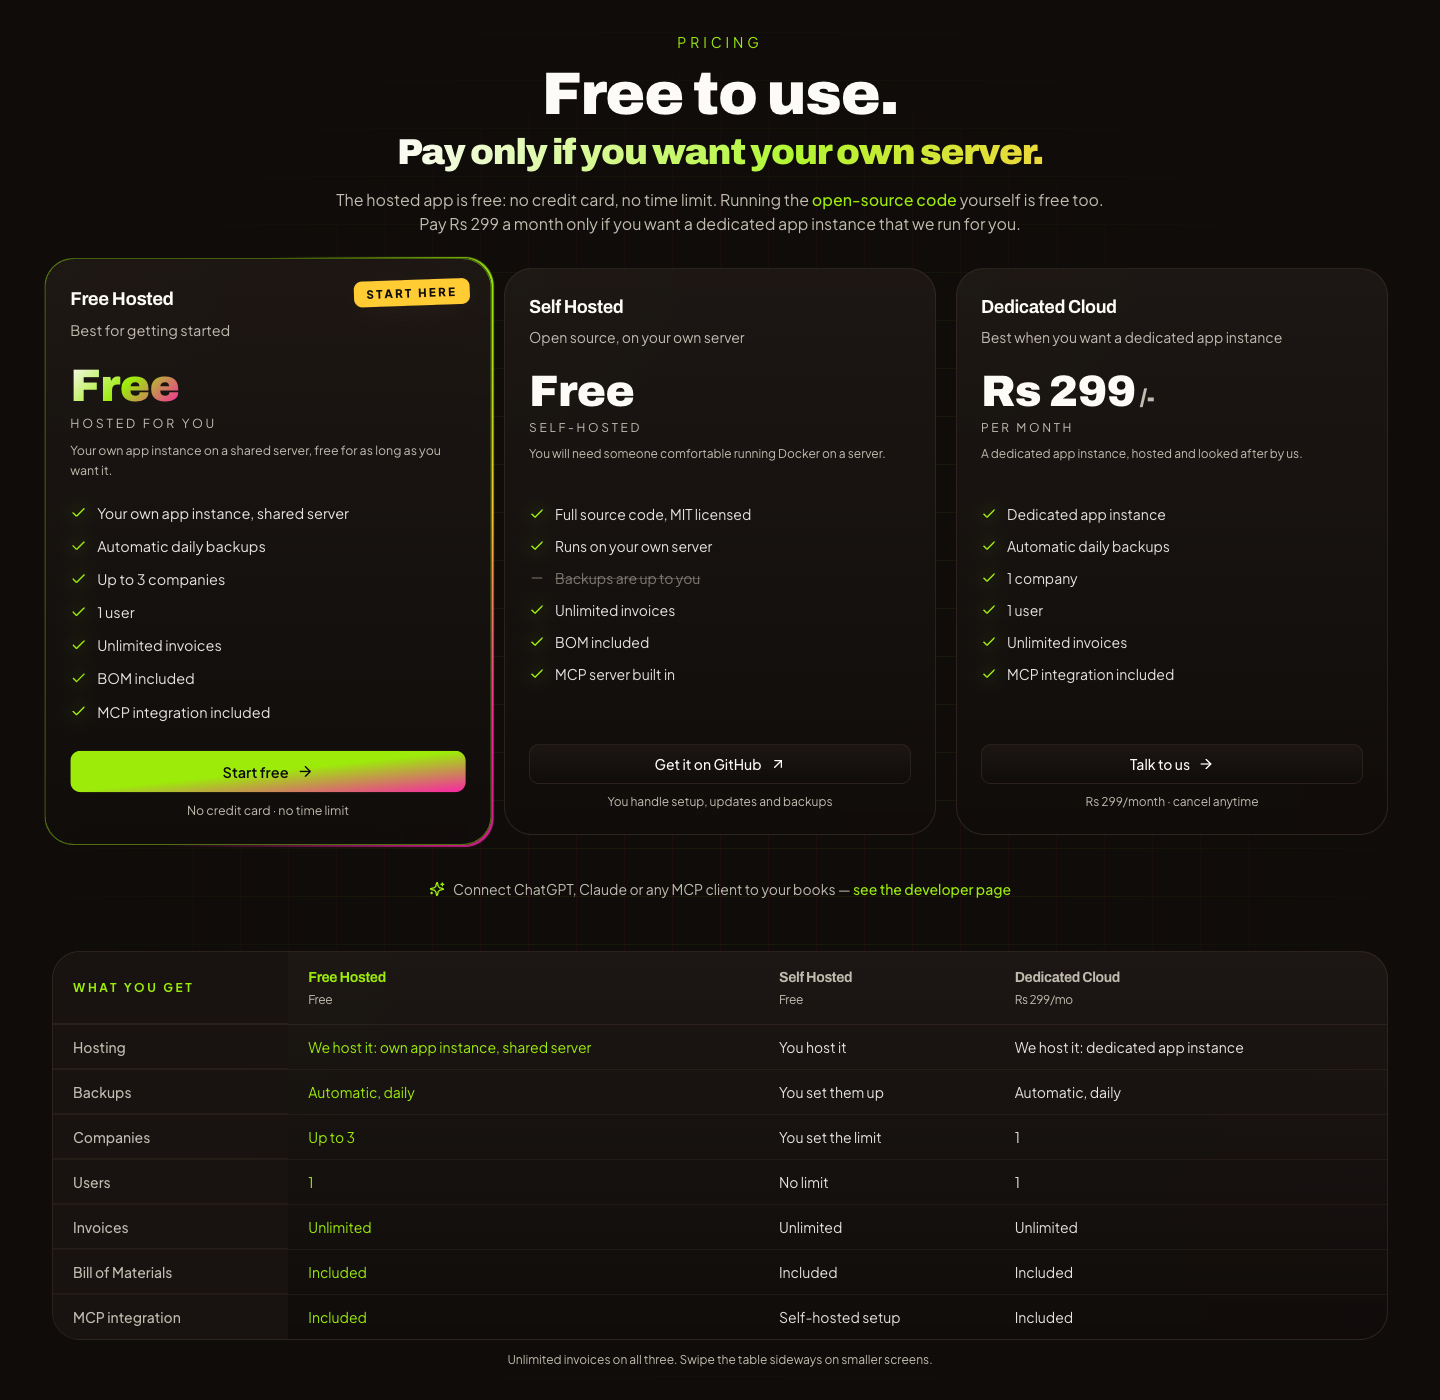 PRICING
Free to use.
Pay only if you want your own server.
The hosted app is free: no credit card, no time limit. Running the open-source code yourself is free too.
Pay Rs 299 a month only if you want a dedicated app instance that we run for you.
Free Hosted
START HERE
Best for getting started
Free
HOSTED FOR YOU
Your own app instance on a shared server, free for as long as you
want it.
Your own app instance, shared server
Automatic daily backups
Up to 3 companies
1 user
Unlimited invoices
BOM included
MCP integration included
Start free
No credit card · no time limit
Self Hosted
Open source, on your own server
Free
SELF-HOSTED
You will need someone comfortable running Docker on a server.
Full source code, MIT licensed
Runs on your own server
Backups are up to you
Unlimited invoices
BOM included
MCP server built in
Get it on GitHub
You handle setup, updates and backups
Dedicated Cloud
Best when you want a dedicated app instance
Rs 299 /-
PER MONTH
A dedicated app instance, hosted and looked after by us.
Dedicated app instance
Automatic daily backups
1 company
1 user
Unlimited invoices
MCP integration included
Talk to us
Rs 299/month · cancel anytime
Connect ChatGPT, Claude or any MCP client to your books — see the developer page
WHAT YOU GET
Free Hosted
Free
Self Hosted
Free
Dedicated Cloud
Rs 299/mo
Hosting
We host it: own app instance, shared server
You host it
We host it: dedicated app instance
Backups
Automatic, daily
You set them up
Automatic, daily
Companies
Up to 3
You set the limit
1
Users
1
No limit
1
Invoices
Unlimited
Unlimited
Unlimited
Bill of Materials
Included
Included
Included
MCP integration
Included
Self-hosted setup
Included
Unlimited invoices on all three. Swipe the table sideways on smaller screens.